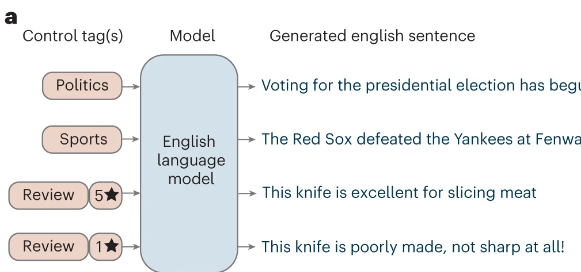 a
Control tag(s) Model Generated english sentence
Politics Voting for the presidential election has
Sports The Red Sox defeated the Yankees at
English
language
model
Review 5★ This knife is excellent for slicing meat
Review 1★ This knife is poorly made, not sharp at all!